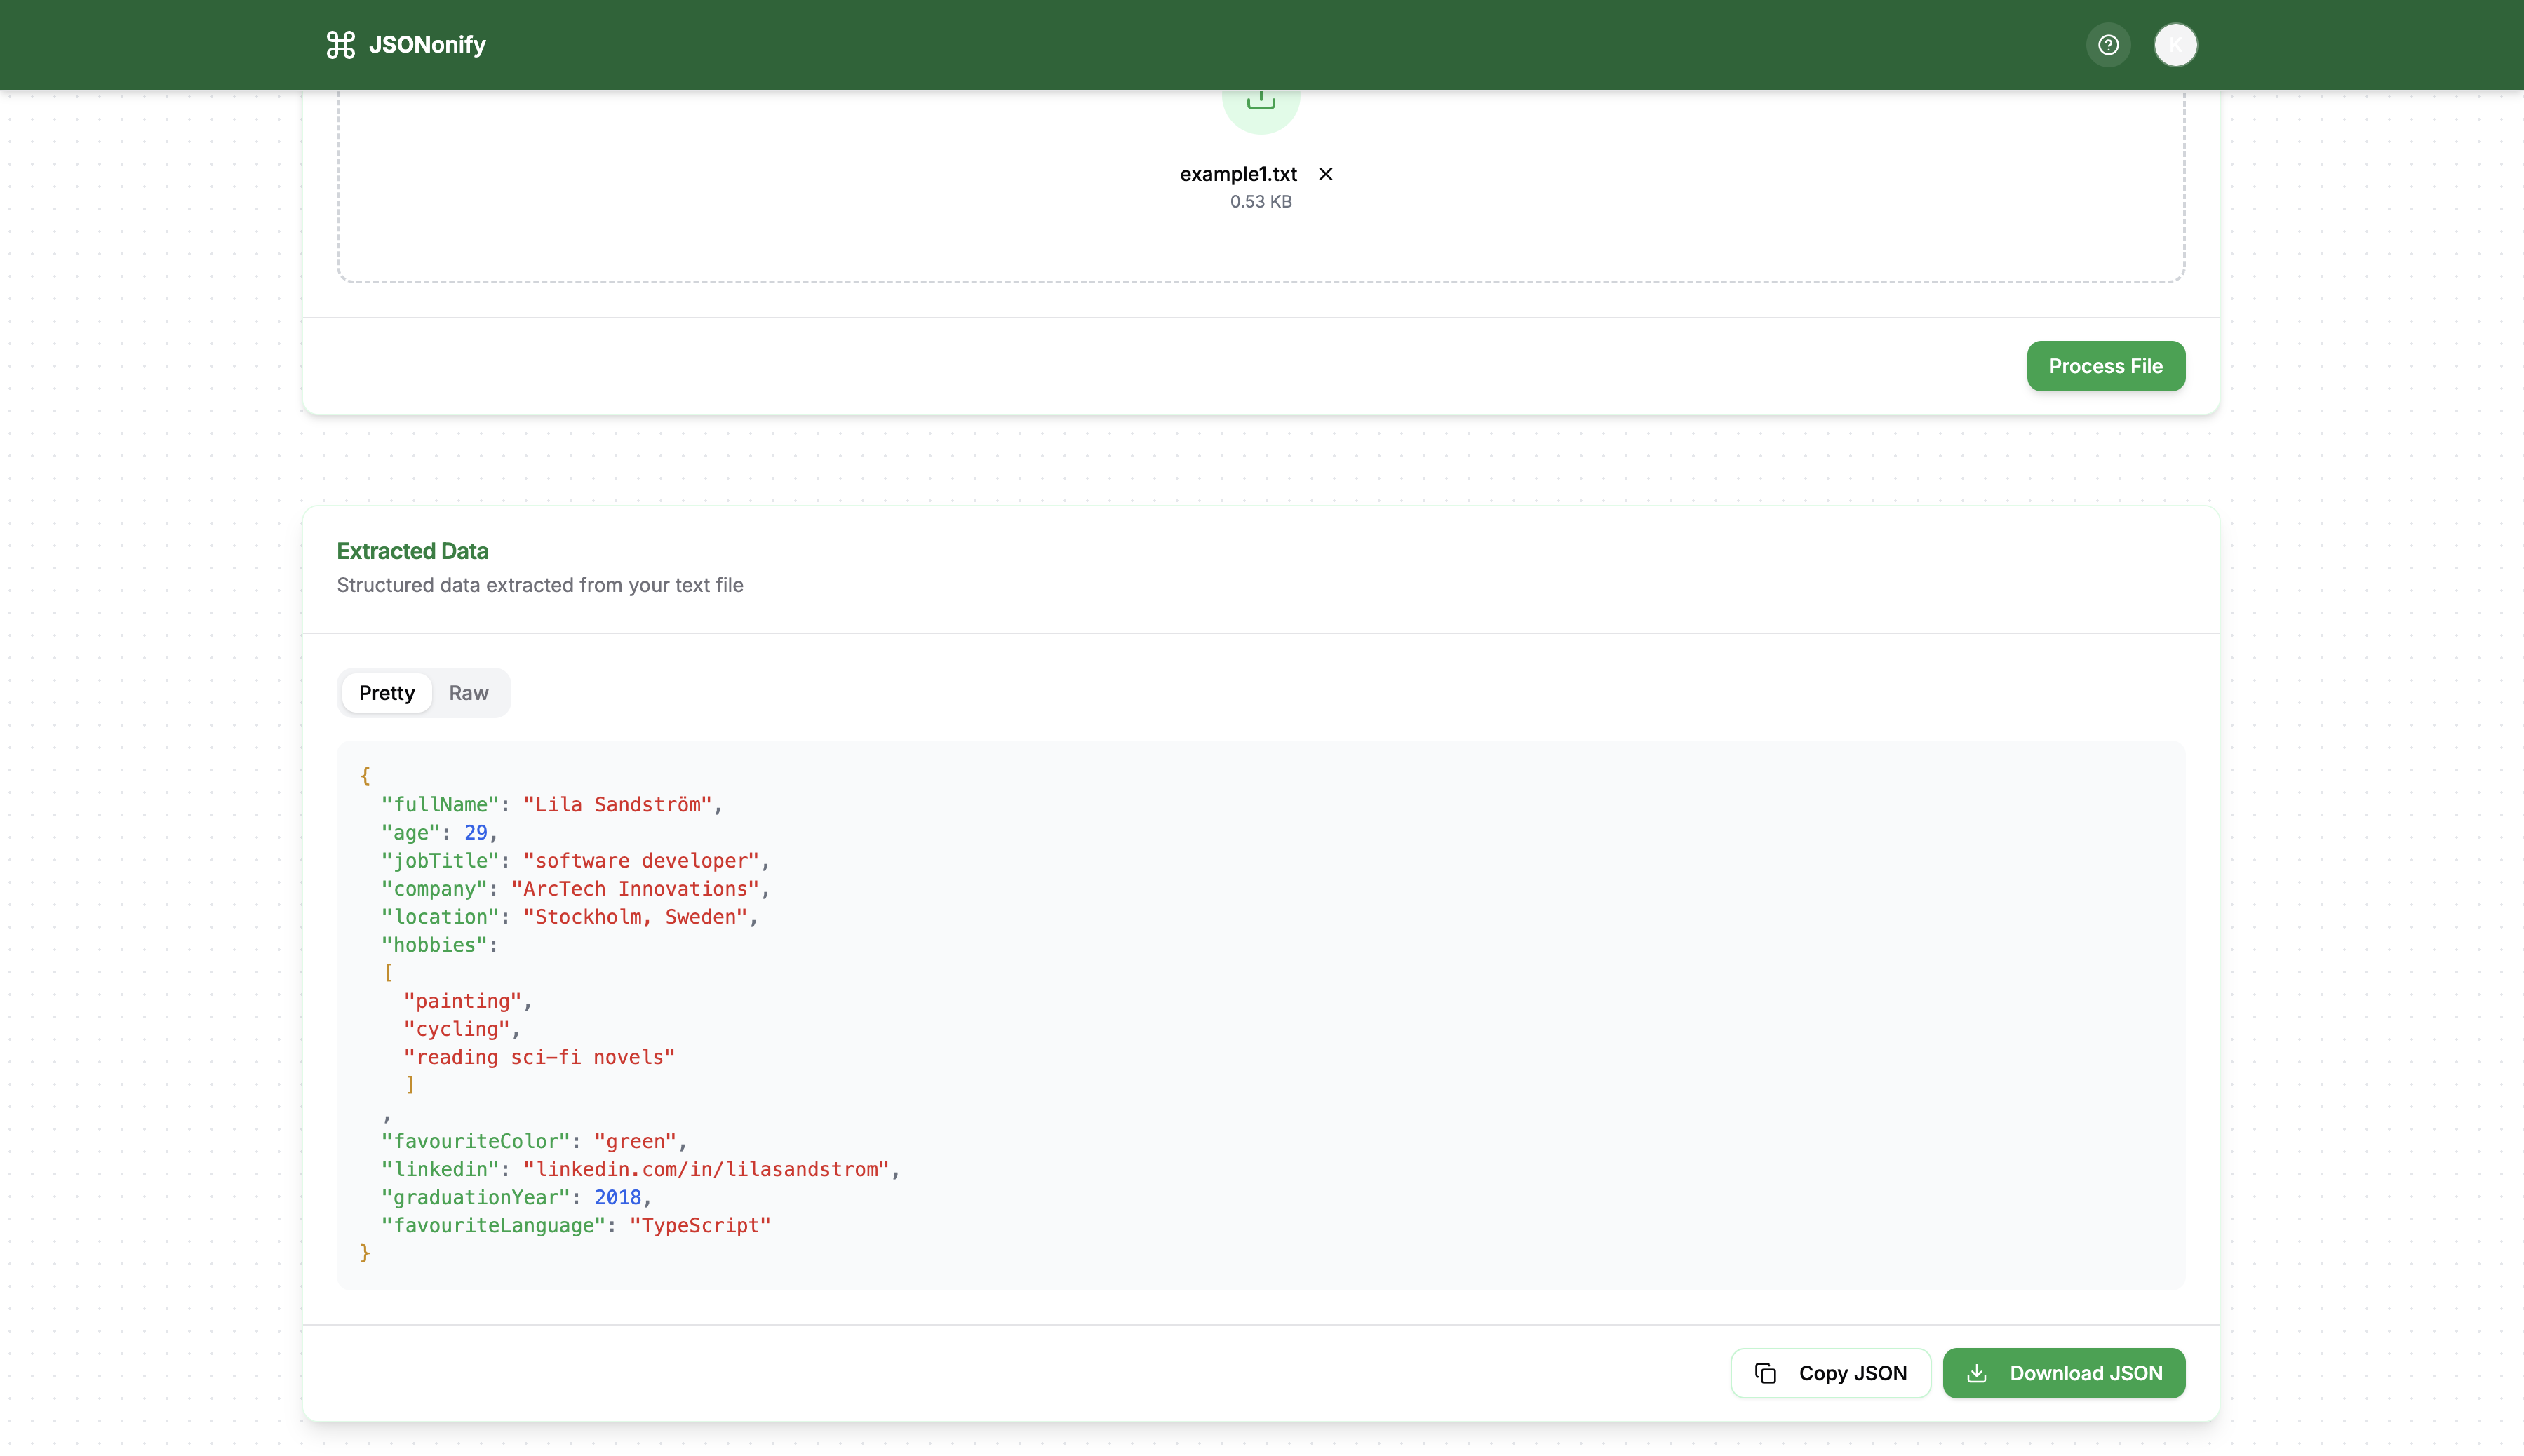 JSONonify
K
example1.txt
0.53 KB
Process File
Extracted Data
Structured data extracted from your text file
Pretty Raw
{
"fullName": "Lila Sandström",
"age": 29,
"jobTitle": "software developer",
"company": "ArcTech Innovations",
"location": "Stockholm, Sweden",
"hobbies":
[
"painting",
"cycling",
"reading sci-fi novels"
]
,
"favouriteColor": "green",
"linkedin": "linkedin.com/in/lilasandstrom",
"graduationYear": 2018,
"favouriteLanguage": "TypeScript"
}
Copy JSON Download JSON